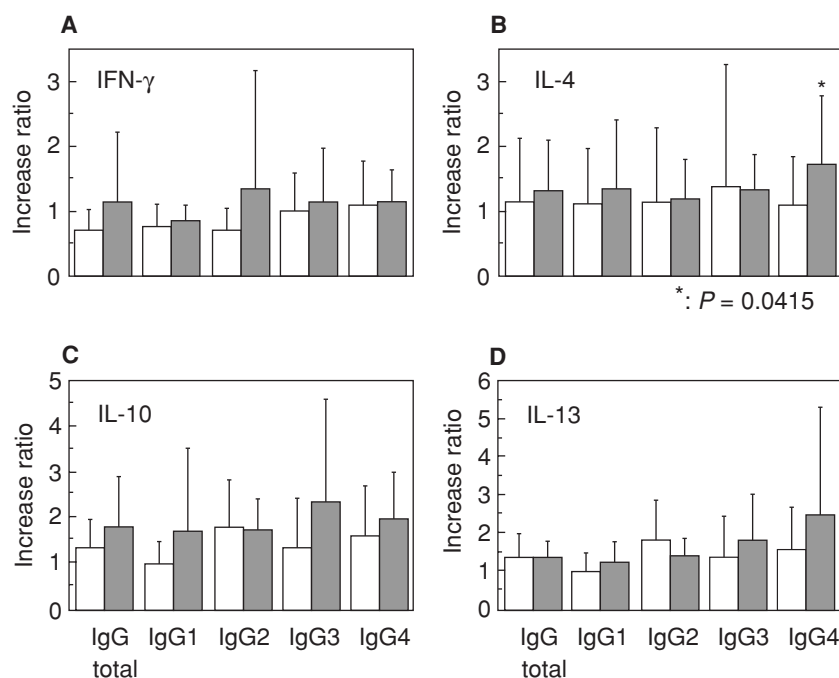 A
IFN-γ
Increase ratio
3
2
1
0
B
IL-4
Increase ratio
3
2
1
0
*
*: P = 0.0415
C
IL-10
Increase ratio
5
4
3
2
1
0
IgG total
IgG1
IgG2
IgG3
IgG4
D
IL-13
Increase ratio
6
5
4
3
2
1
0
IgG total
IgG1
IgG2
IgG3
IgG4